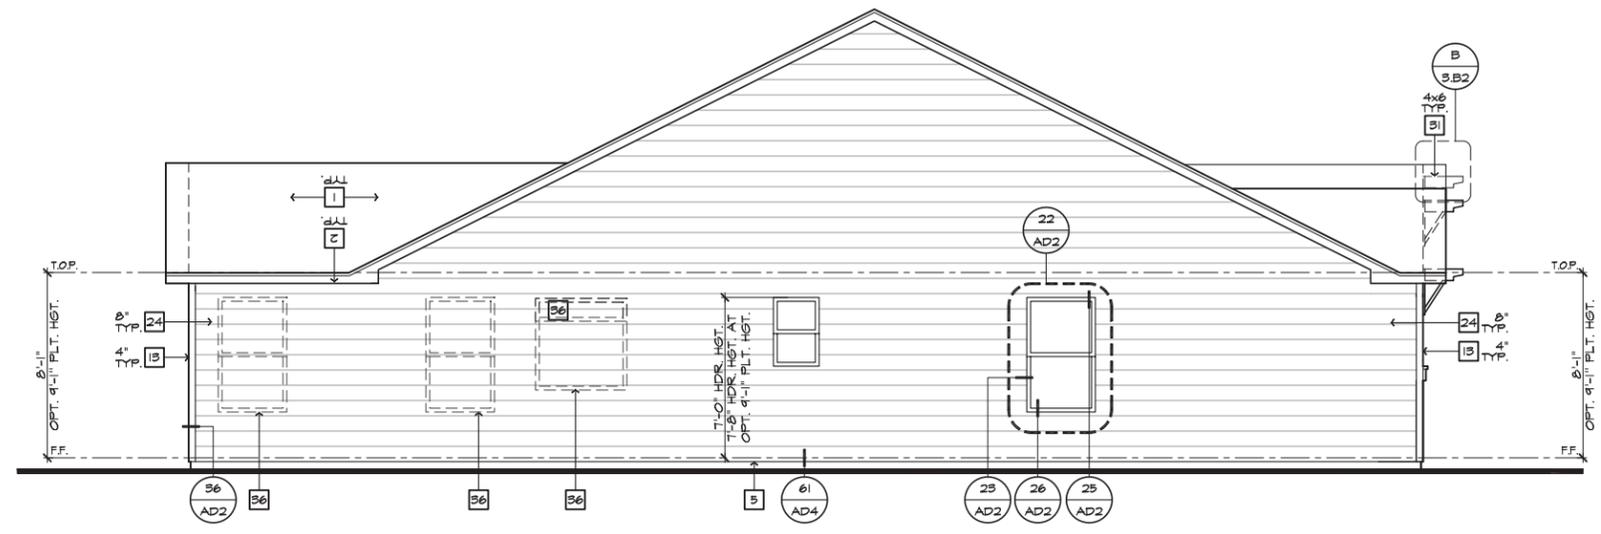 B
3.B2
4x6
TYP.
31
TYP.
1
TYP.
2
22
AD2
T.O.P.
T.O.P.
8'-1"
OPT. 9'-1" PLT. HGT.
8"
TYP.
24
4"
TYP.
13
36
7'-0" HDR. HGT.
7'-8" HDR. HGT. AT
OPT. 9'-1" PLT. HGT.
24
8"
TYP.
13
4"
TYP.
8'-1"
OPT. 9'-1" PLT. HGT.
F.F.
F.F.
36
AD2
36
36
36
3
61
AD4
23
AD2
26
AD2
25
AD2